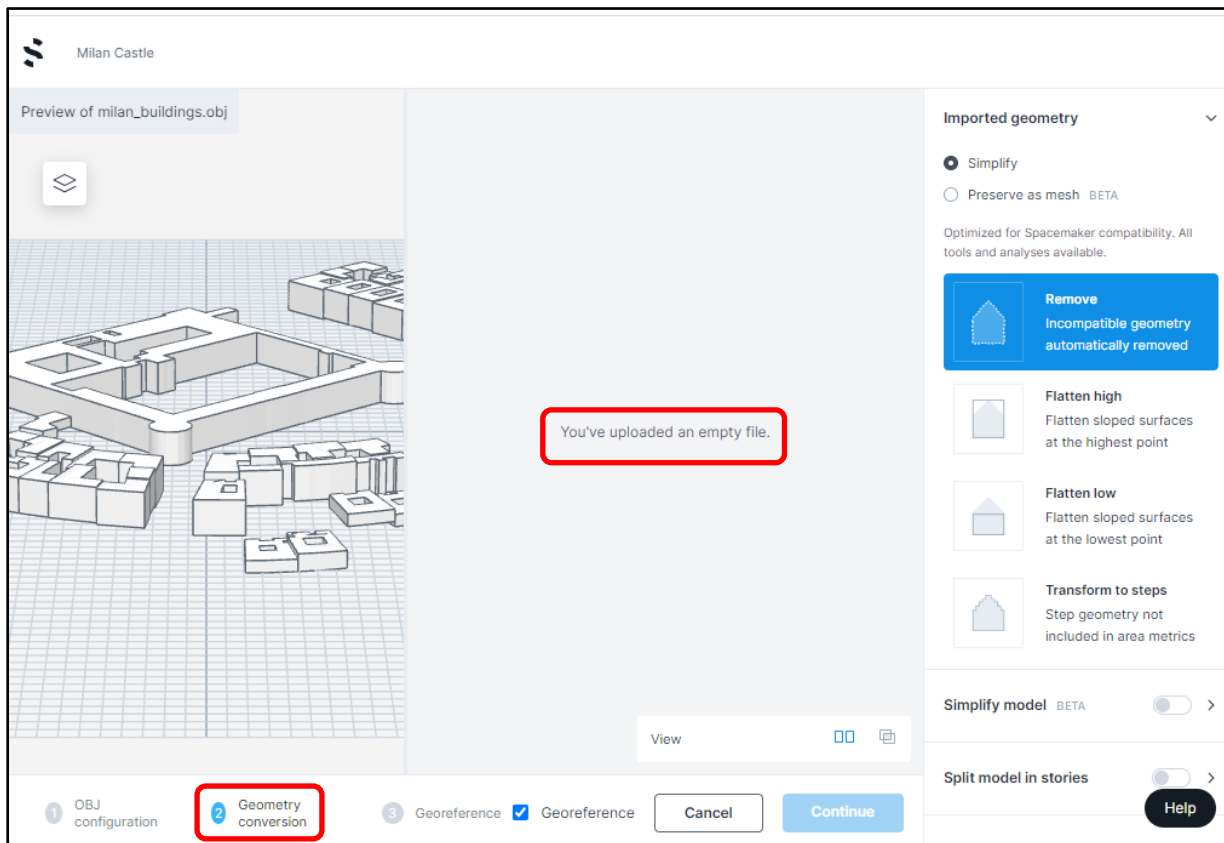 Milan Castle
Preview of milan_buildings.obj
You've uploaded an empty file.
View
Imported geometry
Simplify
Preserve as mesh BETA
Optimized for Spacemaker compatibility. All
tools and analyses available.
Remove
Incompatible geometry
automatically removed
Flatten high
Flatten sloped surfaces
at the highest point
Flatten low
Flatten sloped surfaces
at the lowest point
Transform to steps
Step geometry not
included in area metrics
Simplify model BETA
Split model in stories
Help
1 OBJ
configuration
2 Geometry
conversion
3 Georeference
Georeference
Cancel
Continue